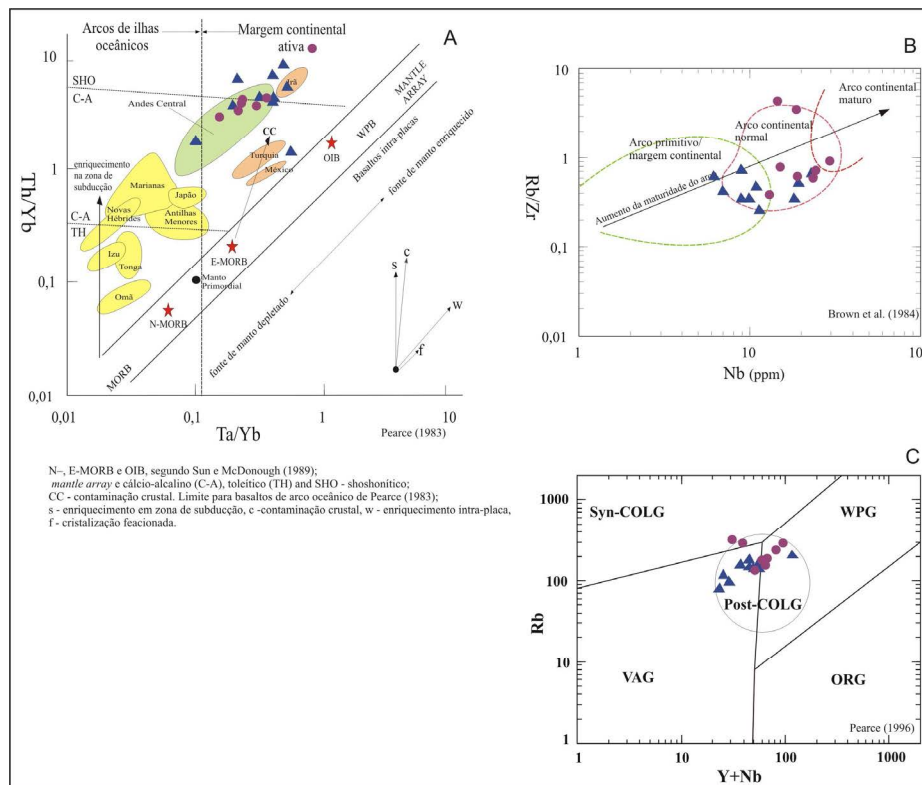 Arcos de ilhas
oceânicos
Margem continental
ativa
A
10
SHO
C-A
Andes Central
Irã
MANTLE
ARRAY
WPB
CC
OIB
Basaltos intra-placas
fonte de manto enriquecido
Th/Yb
1
enriquecimento
na zona de
subducção
Marianas
Turquia
México
Japão
Novas
Hébrides
Antilhas
Menores
C-A
TH
E-MORB
Izu
Tonga
Manto
Primordial
0,1
Omã
N-MORB
fonte de manto depletado
MORB
s
c
w
f
0,01
0,01
0,1
1
10
Ta/Yb
Pearce (1983)
N–, E-MORB e OIB, segundo Sun e McDonough (1989);
mantle array e cálcio-alcalino (C-A), toleítico (TH) and SHO - shoshonítico;
CC - contaminação crustal. Limite para basaltos de arco oceânico de Pearce (1983);
s - enriquecimento em zona de subducção, c -contaminação crustal, w - enriquecimento intra-placa,
f - cristalização feacionada.
B
10
Arco continental
maturo
Arco continental
normal
Arco primitivo/
margem continental
Rb/Zr
1
Aumento da maturidade do arco
0,1
Brown et al. (1984)
0,01
1
10
100
Nb (ppm)
C
1000
Syn-COLG
WPG
100
Post-COLG
Rb
10
VAG
ORG
Pearce (1996)
1
1
10
100
1000
Y+Nb